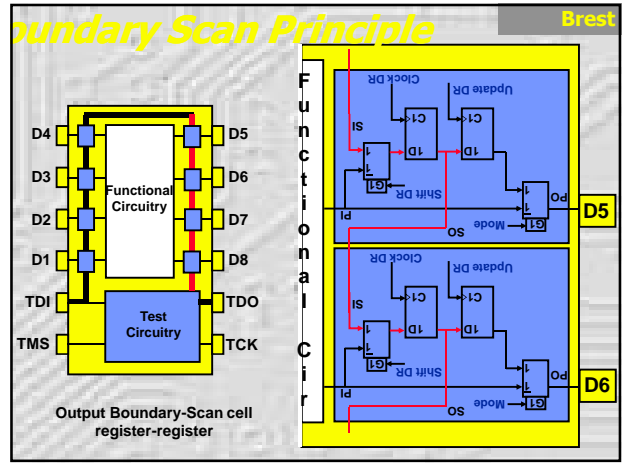 oundary Scan Principle
Brest
D4
D5
D3
D6
D2
D7
D1
D8
Functional
Circuitry
TDI
TDO
Test
Circuitry
TMS
TCK
Output Boundary-Scan cell
register-register
Functional Cir
Clock DR
Update DR
SI
C1
C1
1
1
1D
1D
G1
Shift DR
1
1
PO
D5
PI
SO
Mode
G1
Clock DR
Update DR
SI
C1
C1
1
1
1D
1D
G1
Shift DR
1
1
PO
D6
PI
SO
Mode
G1